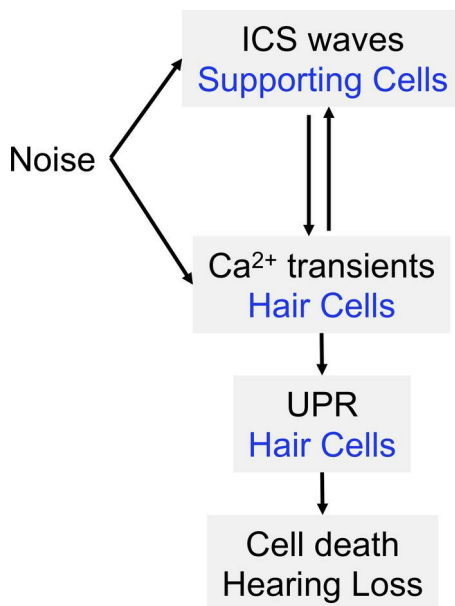 ICS waves
Supporting Cells
Noise
Ca²⁺ transients
Hair Cells
UPR
Hair Cells
Cell death
Hearing Loss